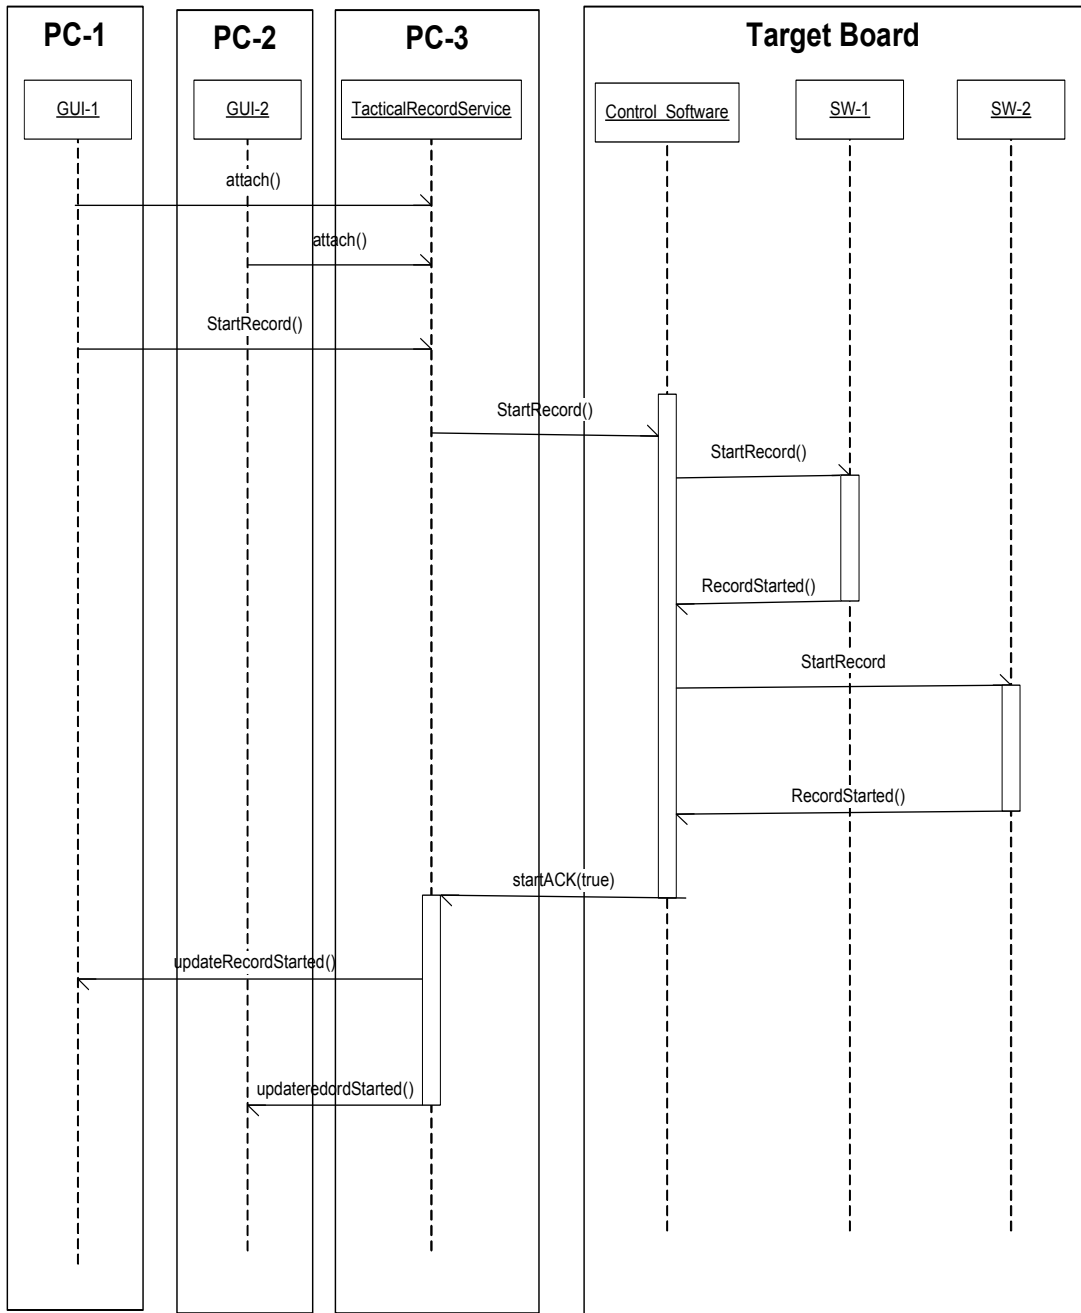 PC-1
PC-2
PC-3
Target Board
GUI-1
GUI-2
TacticalRecordService
Control_Software
SW-1
SW-2
attach()
attach()
StartRecord()
StartRecord()
StartRecord()
RecordStarted()
StartRecord
RecordStarted()
startACK(true)
updateRecordStarted()
updateredordStarted()